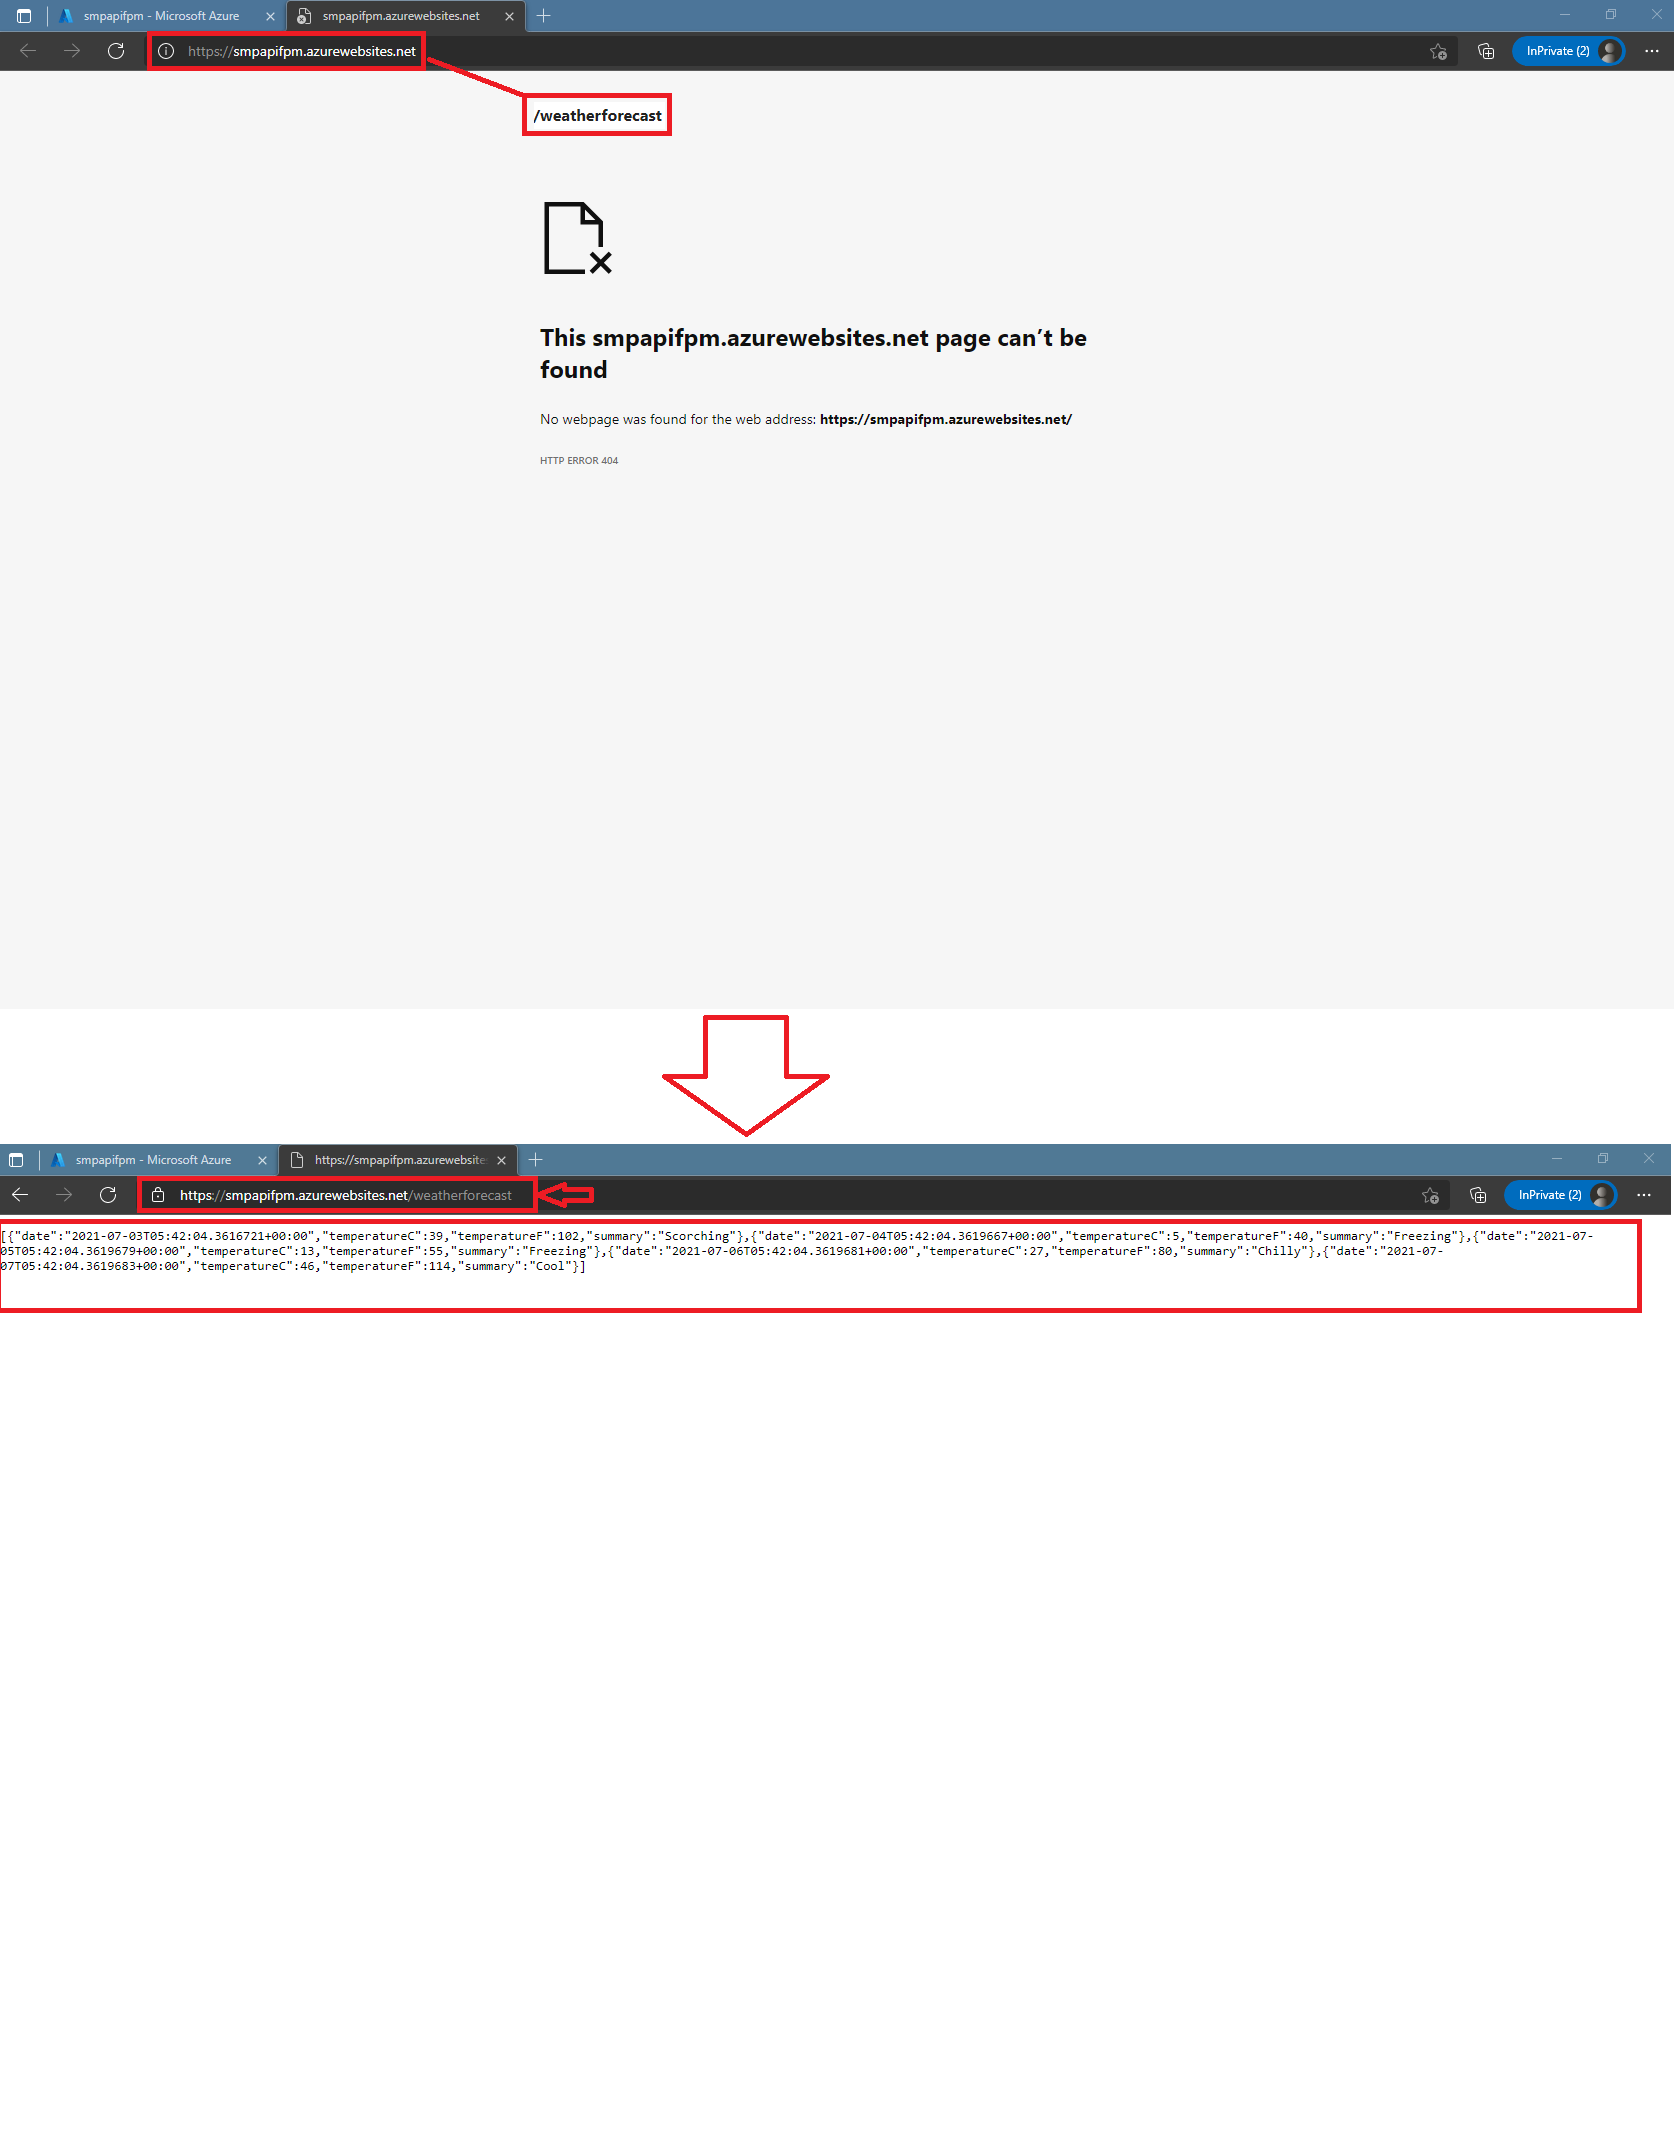 smpapifpm - Microsoft Azure
smpapifpm.azurewebsites.net
https://smpapifpm.azurewebsites.net
InPrivate (2)
/weatherforecast
This smpapifpm.azurewebsites.net page can’t be
found
No webpage was found for the web address: https://smpapifpm.azurewebsites.net/
HTTP ERROR 404
smpapifpm - Microsoft Azure
https://smpapifpm.azurewebsite
https://smpapifpm.azurewebsites.net/weatherforecast
InPrivate (2)
[{"date":"2021-07-03T05:42:04.3616721+00:00","temperatureC":39,"temperatureF":102,"summary":"Scorching"},{"date":"2021-07-04T05:42:04.3619667+00:00","temperatureC":5,"temperatureF":40,"summary":"Freezing"},{"date":"2021-07-
05T05:42:04.3619679+00:00","temperatureC":13,"temperatureF":55,"summary":"Freezing"},{"date":"2021-07-06T05:42:04.3619681+00:00","temperatureC":27,"temperatureF":80,"summary":"Chilly"},{"date":"2021-07-
07T05:42:04.3619683+00:00","temperatureC":46,"temperatureF":114,"summary":"Cool"}]